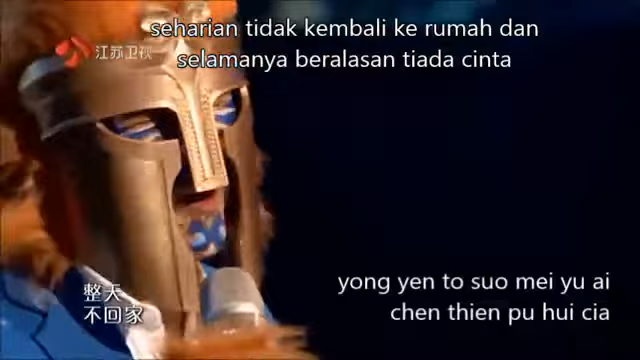 seharian tidak kembali ke rumah dan
江苏卫视
selamanya beralasan tiada cinta
yong yen to suo mei yu ai
整天
chen thien pu hui cia
不回家